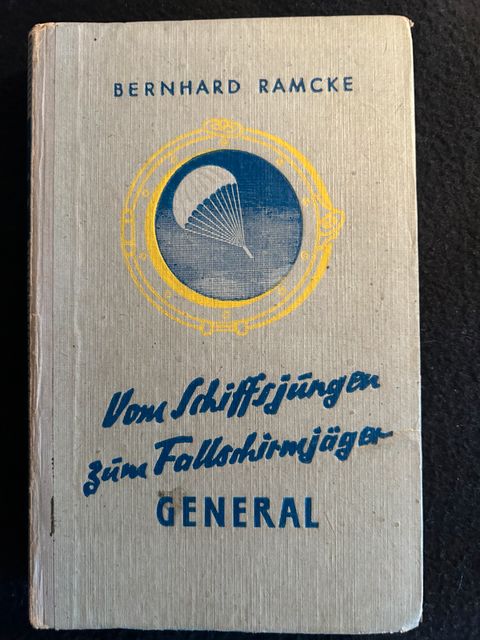 BERNHARD RAMCKE
Vom Schiffsjungen
zum Fallschirmjäger
GENERAL